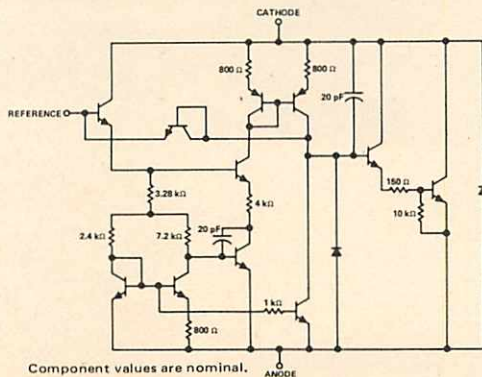 CATHODE
800 Ω
800 Ω
20 pF
REFERENCE
150 Ω
3.28 kΩ
10 kΩ
4 kΩ
2.4 kΩ
7.2 kΩ
20 pF
1 kΩ
800 Ω
ANODE
Component values are nominal.